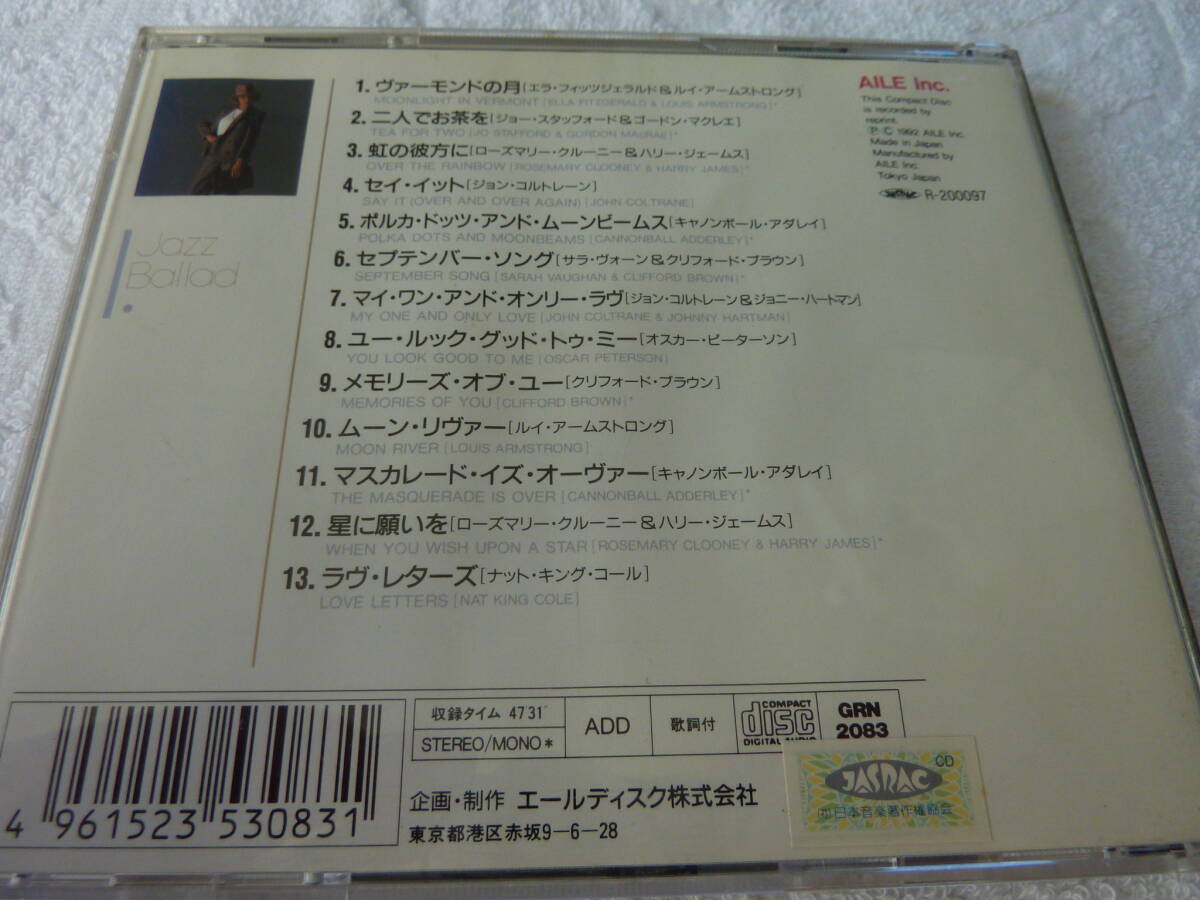 Jazz
Ballad
1. ヴァーモンドの月[エラ・フィッツジェラルド&ルイ・アームストロング]
MOONLIGHT IN VERMONT [ELLA FITZGERALD & LOUIS ARMSTRONG]*
2. 二人でお茶を[ジョー・スタッフォード&ゴードン・マクレエ]
TEA FOR TWO [JO STAFFORD & GORDON MacRAE]*
3. 虹の彼方に[ローズマリー・クルーニー&ハリー・ジェームス]
OVER THE RAINBOW [ROSEMARY CLOONEY & HARRY JAMES]*
4. セイ・イット[ジョン・コルトレーン]
SAY IT (OVER AND OVER AGAIN) [JOHN COLTRANE]
5. ポルカ・ドッツ・アンド・ムーンビームス[キャノンボール・アダレイ]
POLKA DOTS AND MOONBEAMS [CANNONBALL ADDERLEY]*
6. セプテンバー・ソング[サラ・ヴォーン&クリフォード・ブラウン]
SEPTEMBER SONG [SARAH VAUGHAN & CLIFFORD BROWN]*
7. マイ・ワン・アンド・オンリー・ラヴ[ジョン・コルトレーン&ジョニー・ハートマン]
MY ONE AND ONLY LOVE [JOHN COLTRANE & JOHNNY HARTMAN]
8. ユー・ルック・グッド・トゥ・ミー[オスカー・ピーターソン]
YOU LOOK GOOD TO ME [OSCAR PETERSON]
9. メモリーズ・オブ・ユー[クリフォード・ブラウン]
MEMORIES OF YOU [CLIFFORD BROWN]*
10. ムーン・リヴァー[ルイ・アームストロング]
MOON RIVER [LOUIS ARMSTRONG]
11. マスカレード・イズ・オーヴァー[キャノンボール・アダレイ]
THE MASQUERADE IS OVER [CANNONBALL ADDERLEY]*
12. 星に願いを[ローズマリー・クルーニー&ハリー・ジェームス]
WHEN YOU WISH UPON A STAR [ROSEMARY CLOONEY & HARRY JAMES]*
13. ラヴ・レターズ[ナット・キング・コール]
LOVE LETTERS [NAT KING COLE]
AILE Inc.
This Compact Disc
is recorded by
reprint.
Ⓟ© 1992 AILE Inc.
Made in Japan
Manufactured by
AILE Inc.
Tokyo Japan
JASRAC R-200097
4 961523 530831
収録タイム 47'31"
STEREO/MONO*
ADD
歌詞付
COMPACT
disc
DIGITAL AUDIO
GRN
2083
企画・制作 エールディスク株式会社
東京都港区赤坂9-6-28
CD
JASRAC
(社)日本音楽著作権協会